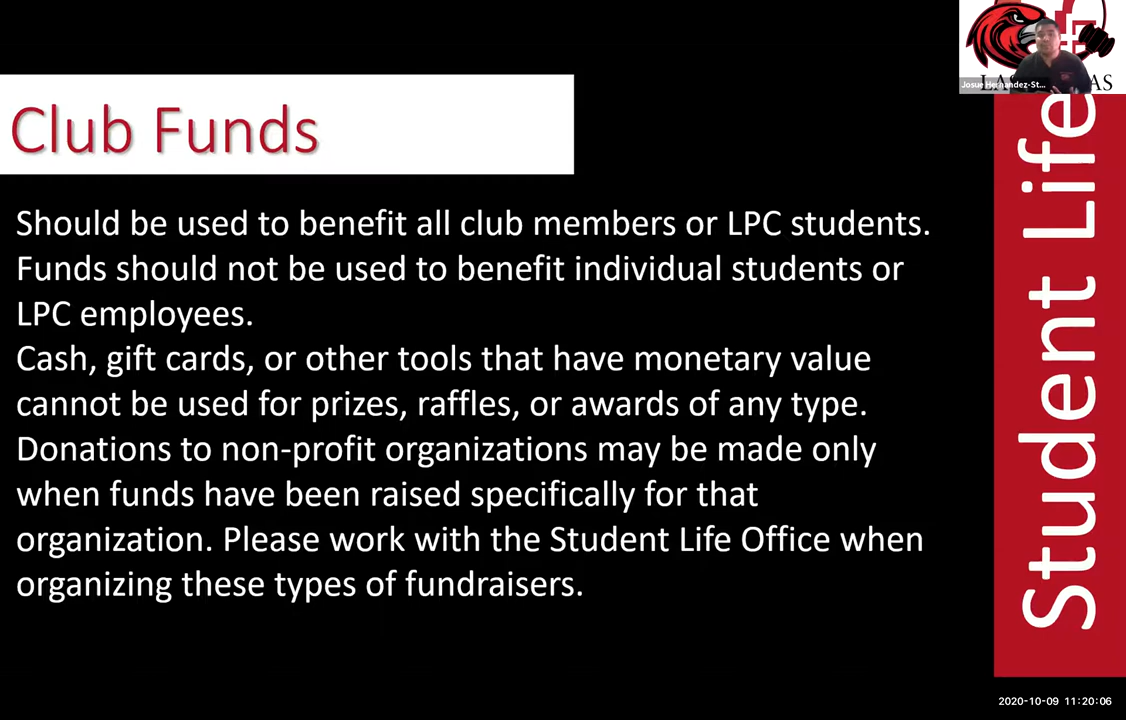 Club Funds
Should be used to benefit all club members or LPC students.
Funds should not be used to benefit individual students or
LPC employees.
Cash, gift cards, or other tools that have monetary value
cannot be used for prizes, raffles, or awards of any type.
Donations to non-profit organizations may be made only
when funds have been raised specifically for that
organization. Please work with the Student Life Office when
organizing these types of fundraisers.
Josue Hernandez-St...
Student Life
2020-10-09 11:20:06